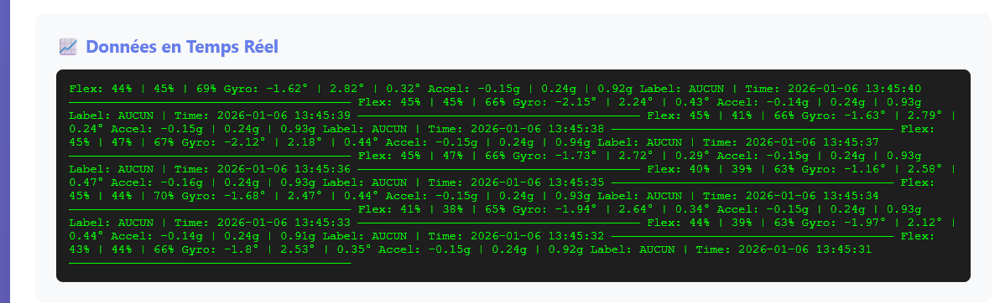 📈 Données en Temps Réel
Flex: 44% | 45% | 69% Gyro: -1.62° | 2.82° | 0.32° Accel: -0.15g | 0.24g | 0.92g Label: AUCUN | Time: 2026-01-06 13:45:40
──────────────────────────────────────── Flex: 45% | 45% | 66% Gyro: -2.15° | 2.24° | 0.43° Accel: -0.14g | 0.24g | 0.93g
Label: AUCUN | Time: 2026-01-06 13:45:39 ──────────────────────────────────────── Flex: 45% | 41% | 66% Gyro: -1.63° | 2.79° |
0.24° Accel: -0.15g | 0.24g | 0.93g Label: AUCUN | Time: 2026-01-06 13:45:38 ──────────────────────────────────────── Flex:
45% | 47% | 67% Gyro: -2.12° | 2.18° | 0.44° Accel: -0.15g | 0.24g | 0.94g Label: AUCUN | Time: 2026-01-06 13:45:37
──────────────────────────────────────── Flex: 45% | 47% | 66% Gyro: -1.73° | 2.72° | 0.29° Accel: -0.15g | 0.24g | 0.93g
Label: AUCUN | Time: 2026-01-06 13:45:36 ──────────────────────────────────────── Flex: 40% | 39% | 63% Gyro: -1.16° | 2.58° |
0.47° Accel: -0.16g | 0.24g | 0.93g Label: AUCUN | Time: 2026-01-06 13:45:35 ──────────────────────────────────────── Flex:
45% | 44% | 70% Gyro: -1.68° | 2.47° | 0.44° Accel: -0.15g | 0.24g | 0.93g Label: AUCUN | Time: 2026-01-06 13:45:34
──────────────────────────────────────── Flex: 41% | 38% | 65% Gyro: -1.94° | 2.64° | 0.34° Accel: -0.15g | 0.24g | 0.93g
Label: AUCUN | Time: 2026-01-06 13:45:33 ──────────────────────────────────────── Flex: 44% | 39% | 63% Gyro: -1.97° | 2.12° |
0.44° Accel: -0.14g | 0.24g | 0.91g Label: AUCUN | Time: 2026-01-06 13:45:32 ──────────────────────────────────────── Flex:
43% | 44% | 66% Gyro: -1.8° | 2.53° | 0.35° Accel: -0.15g | 0.24g | 0.92g Label: AUCUN | Time: 2026-01-06 13:45:31
────────────────────────────────────────